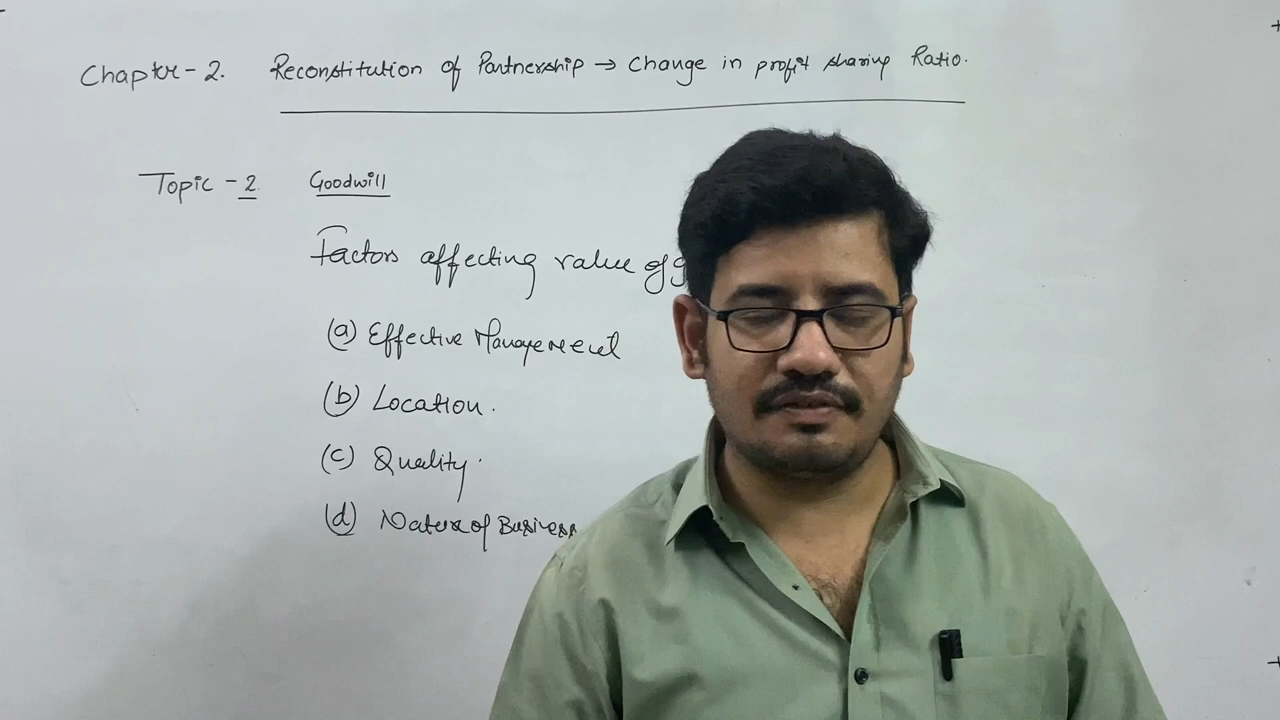 Chapter - 2. Reconstitution of Partnership → Change in profit sharing Ratio.
Topic - 2. Goodwill
Factors affecting value of g
(a) Effective Management
(b) Location.
(c) Quality.
(d) Nature of Business